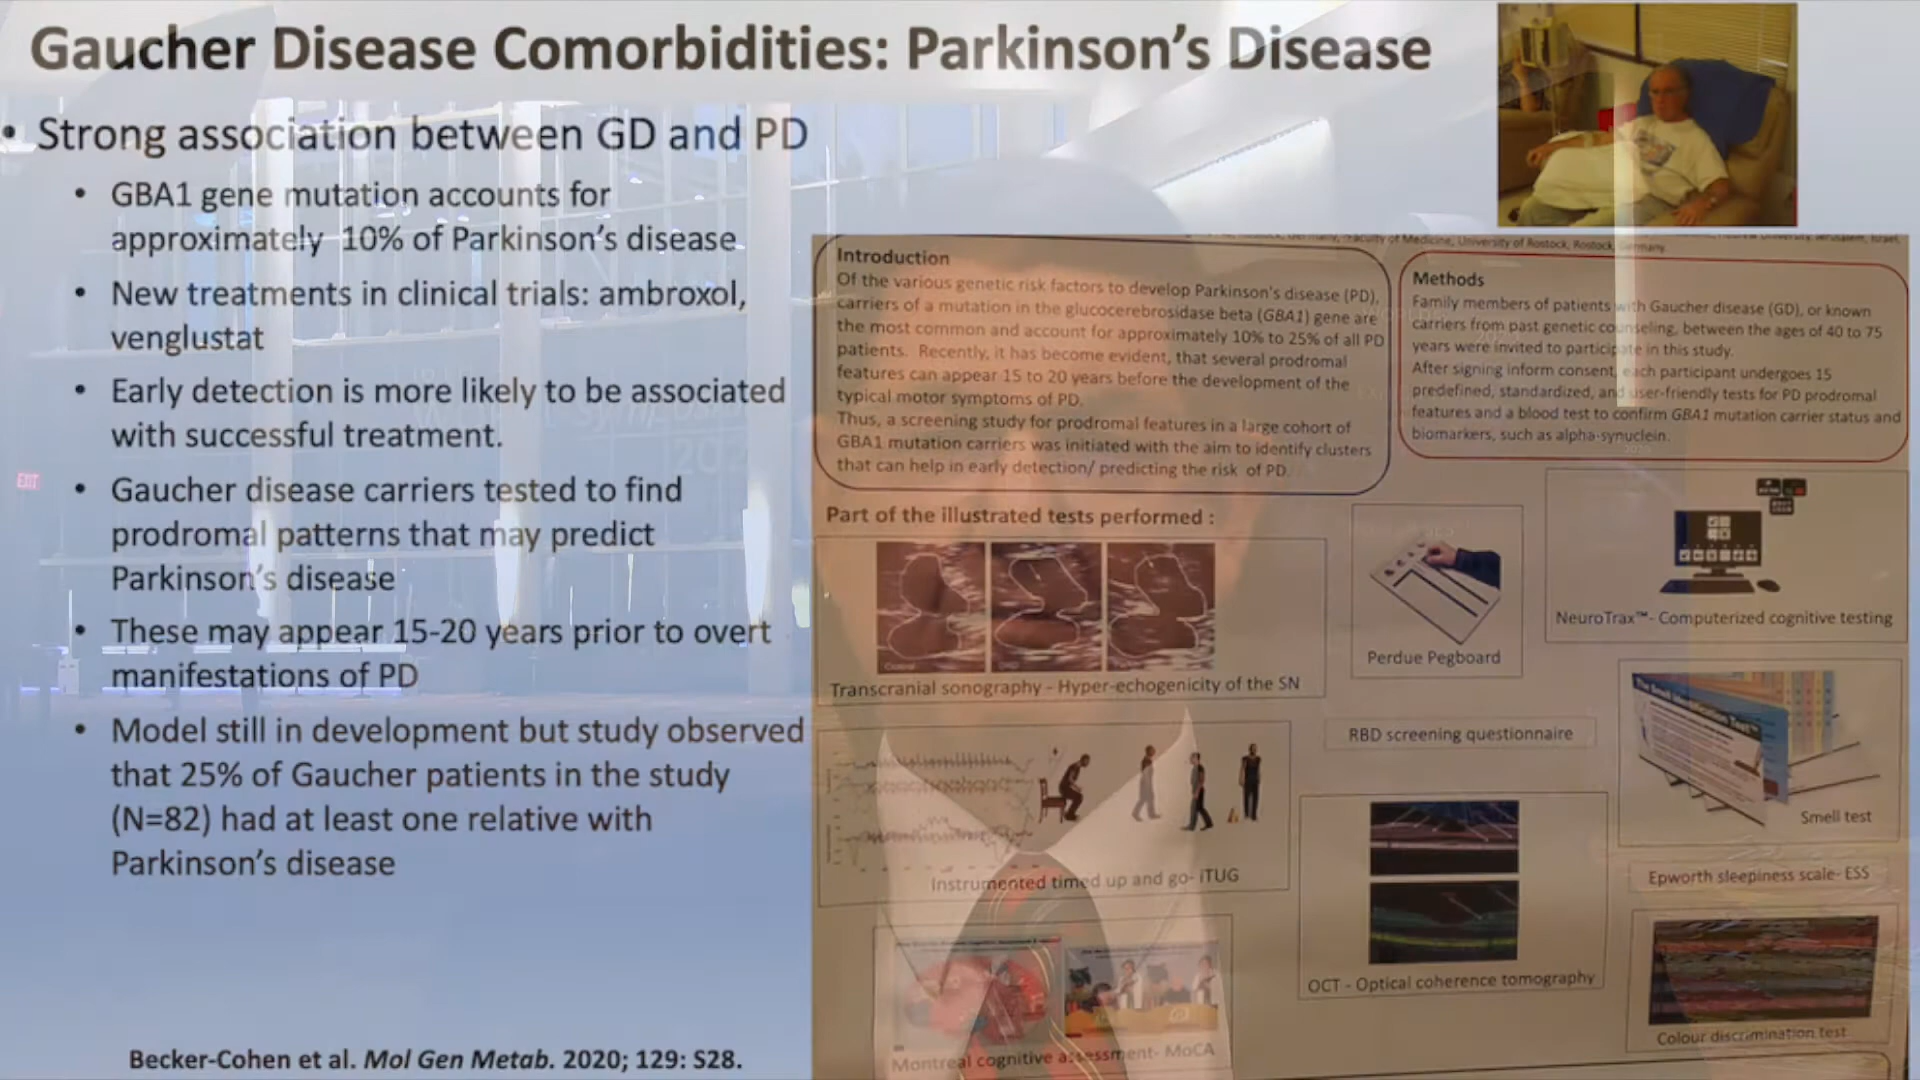 Gaucher Disease Comorbidities: Parkinson's Disease
• Strong association between GD and PD
• GBA1 gene mutation accounts for
approximately 10% of Parkinson's disease
• New treatments in clinical trials: ambroxol,
venglustat
• Early detection is more likely to be associated
with successful treatment.
• Gaucher disease carriers tested to find
prodromal patterns that may predict
Parkinson's disease
• These may appear 15-20 years prior to overt
manifestations of PD
• Model still in development but study observed
that 25% of Gaucher patients in the study
(N=82) had at least one relative with
Parkinson's disease
Becker-Cohen et al. Mol Gen Metab. 2020; 129: S28.
EXIT
Germany, Faculty of Medicine, University of Rostock, Rostock, Germany.
Introduction
Of the various genetic risk factors to develop Parkinson's disease (PD),
carriers of a mutation in the glucocerebrosidase beta (GBA1) gene are
the most common and account for approximately 10% to 25% of all PD
patients. Recently, it has become evident, that several prodromal
features can appear 15 to 20 years before the development of the
typical motor symptoms of PD.
Thus, a screening study for prodromal features in a large cohort of
GBA1 mutation carriers was initiated with the aim to identify clusters
that can help in early detection/ predicting the risk of PD.
Methods
Family members of patients with Gaucher disease (GD), or known
carriers from past genetic counseling, between the ages of 40 to 75
years were invited to participate in this study.
After signing inform consent, each participant undergoes 15
predefined, standardized, and user-friendly tests for PD prodromal
features and a blood test to confirm GBA1 mutation carrier status and
biomarkers, such as alpha-synuclein.
Part of the illustrated tests performed :
Transcranial sonography - Hyper-echogenicity of the SN
Perdue Pegboard
NeuroTrax™- Computerized cognitive testing
RBD screening questionnaire
Smell test
Instrumented timed up and go- iTUG
Epworth sleepiness scale- ESS
OCT - Optical coherence tomography
Colour discrimination test
Montreal cognitive assessment- MoCA